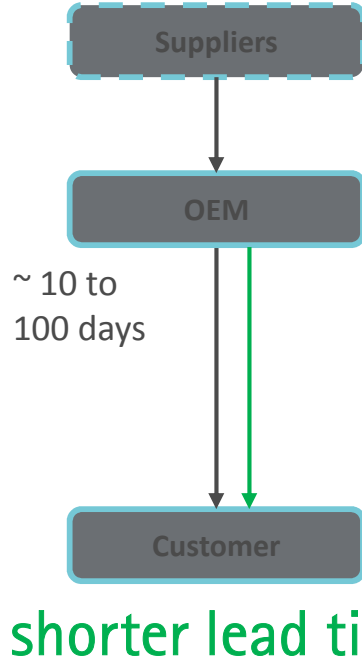 Suppliers
OEM
~ 10 to
100 days
Customer
shorter lead ti